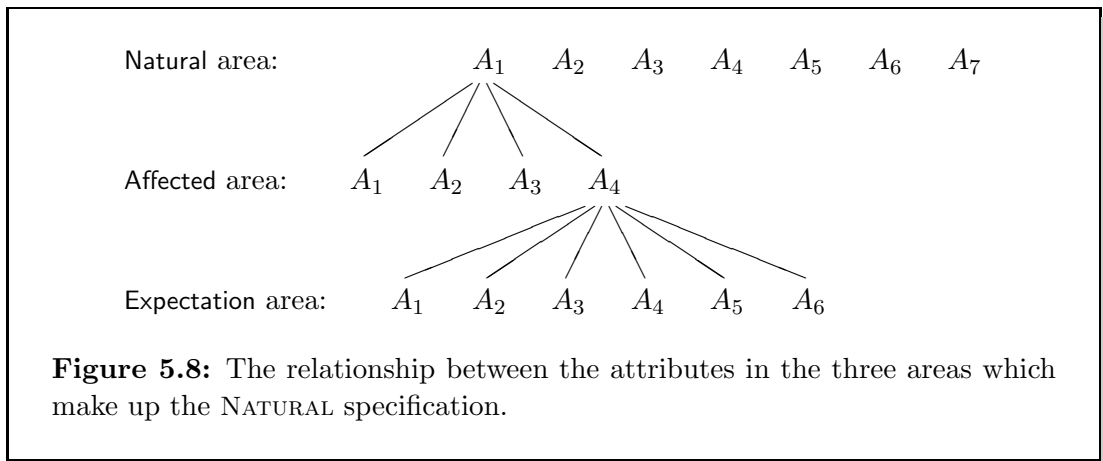 Natural area: A₁ A₂ A₃ A₄ A₅ A₆ A₇
Affected area: A₁ A₂ A₃ A₄
Expectation area: A₁ A₂ A₃ A₄ A₅ A₆
Figure 5.8: The relationship between the attributes in the three areas which
make up the NATURAL specification.